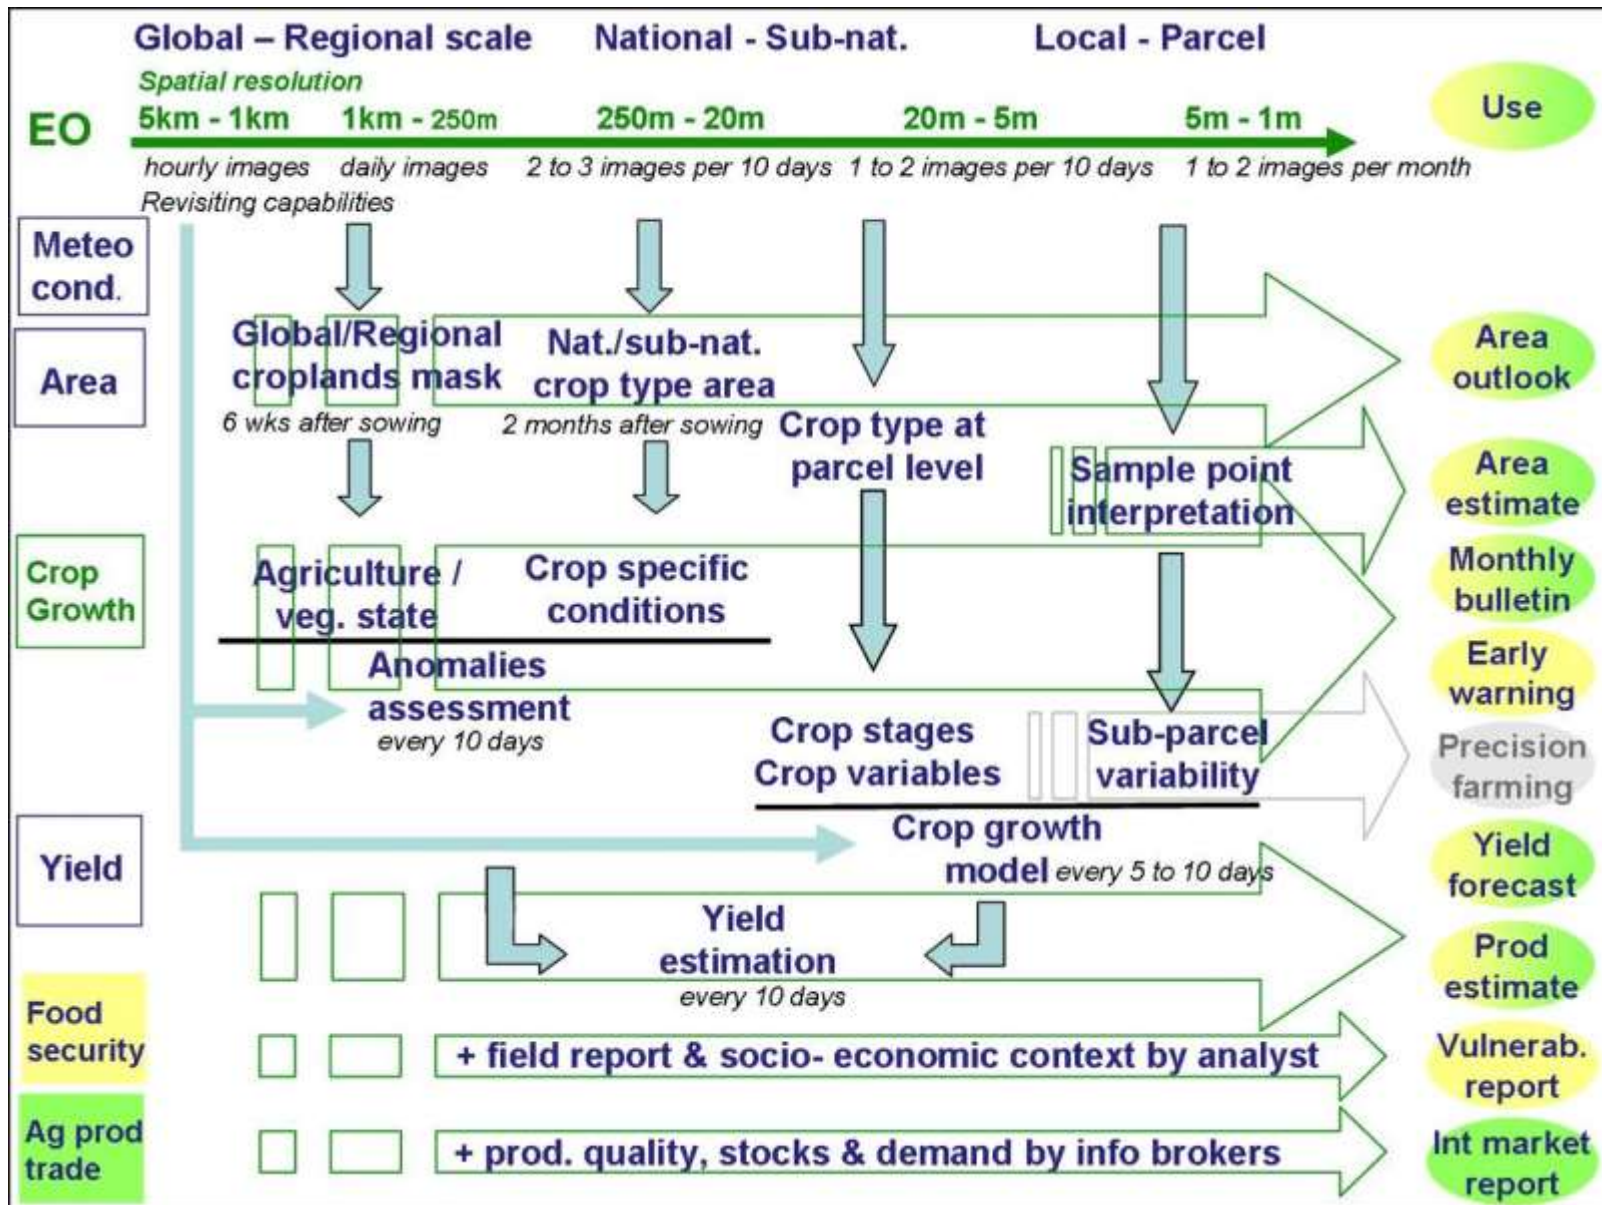 Global – Regional scale
National - Sub-nat.
Local - Parcel
Spatial resolution
EO
5km - 1km
1km - 250m
250m - 20m
20m - 5m
5m - 1m
Use
hourly images
daily images
2 to 3 images per 10 days
1 to 2 images per 10 days
1 to 2 images per month
Revisiting capabilities
Meteo
cond.
Area
Global/Regional
croplands mask
6 wks after sowing
Nat./sub-nat.
crop type area
2 months after sowing
Crop type at
parcel level
Sample point
interpretation
Area
outlook
Area
estimate
Crop
Growth
Agriculture /
veg. state
Crop specific
conditions
Anomalies
assessment
every 10 days
Crop stages
Crop variables
Sub-parcel
variability
Monthly
bulletin
Early
warning
Precision
farming
Yield
Crop growth
model every 5 to 10 days
Yield
estimation
every 10 days
Yield
forecast
Prod
estimate
Food
security
+ field report & socio- economic context by analyst
Vulnerab.
report
Ag prod
trade
+ prod. quality, stocks & demand by info brokers
Int market
report